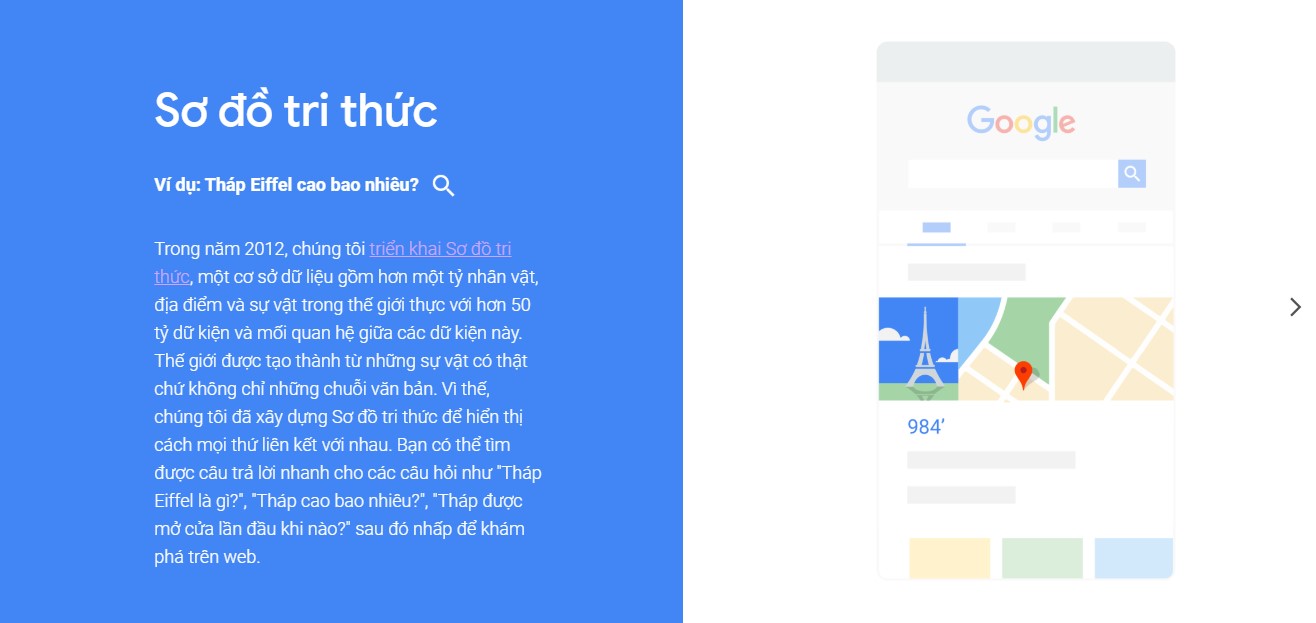 Sơ đồ tri thức
Ví dụ: Tháp Eiffel cao bao nhiêu?
Trong năm 2012, chúng tôi triển khai Sơ đồ tri
thức, một cơ sở dữ liệu gồm hơn một tỷ nhân vật,
địa điểm và sự vật trong thế giới thực với hơn 50
tỷ dữ kiện và mối quan hệ giữa các dữ kiện này.
Thế giới được tạo thành từ những sự vật có thật
chứ không chỉ những chuỗi văn bản. Vì thế,
chúng tôi đã xây dựng Sơ đồ tri thức để hiển thị
cách mọi thứ liên kết với nhau. Bạn có thể tìm
được câu trả lời nhanh cho các câu hỏi như "Tháp
Eiffel là gì?", "Tháp cao bao nhiêu?", "Tháp được
mở cửa lần đầu khi nào?" sau đó nhấp để khám
phá trên web.
Google
984’